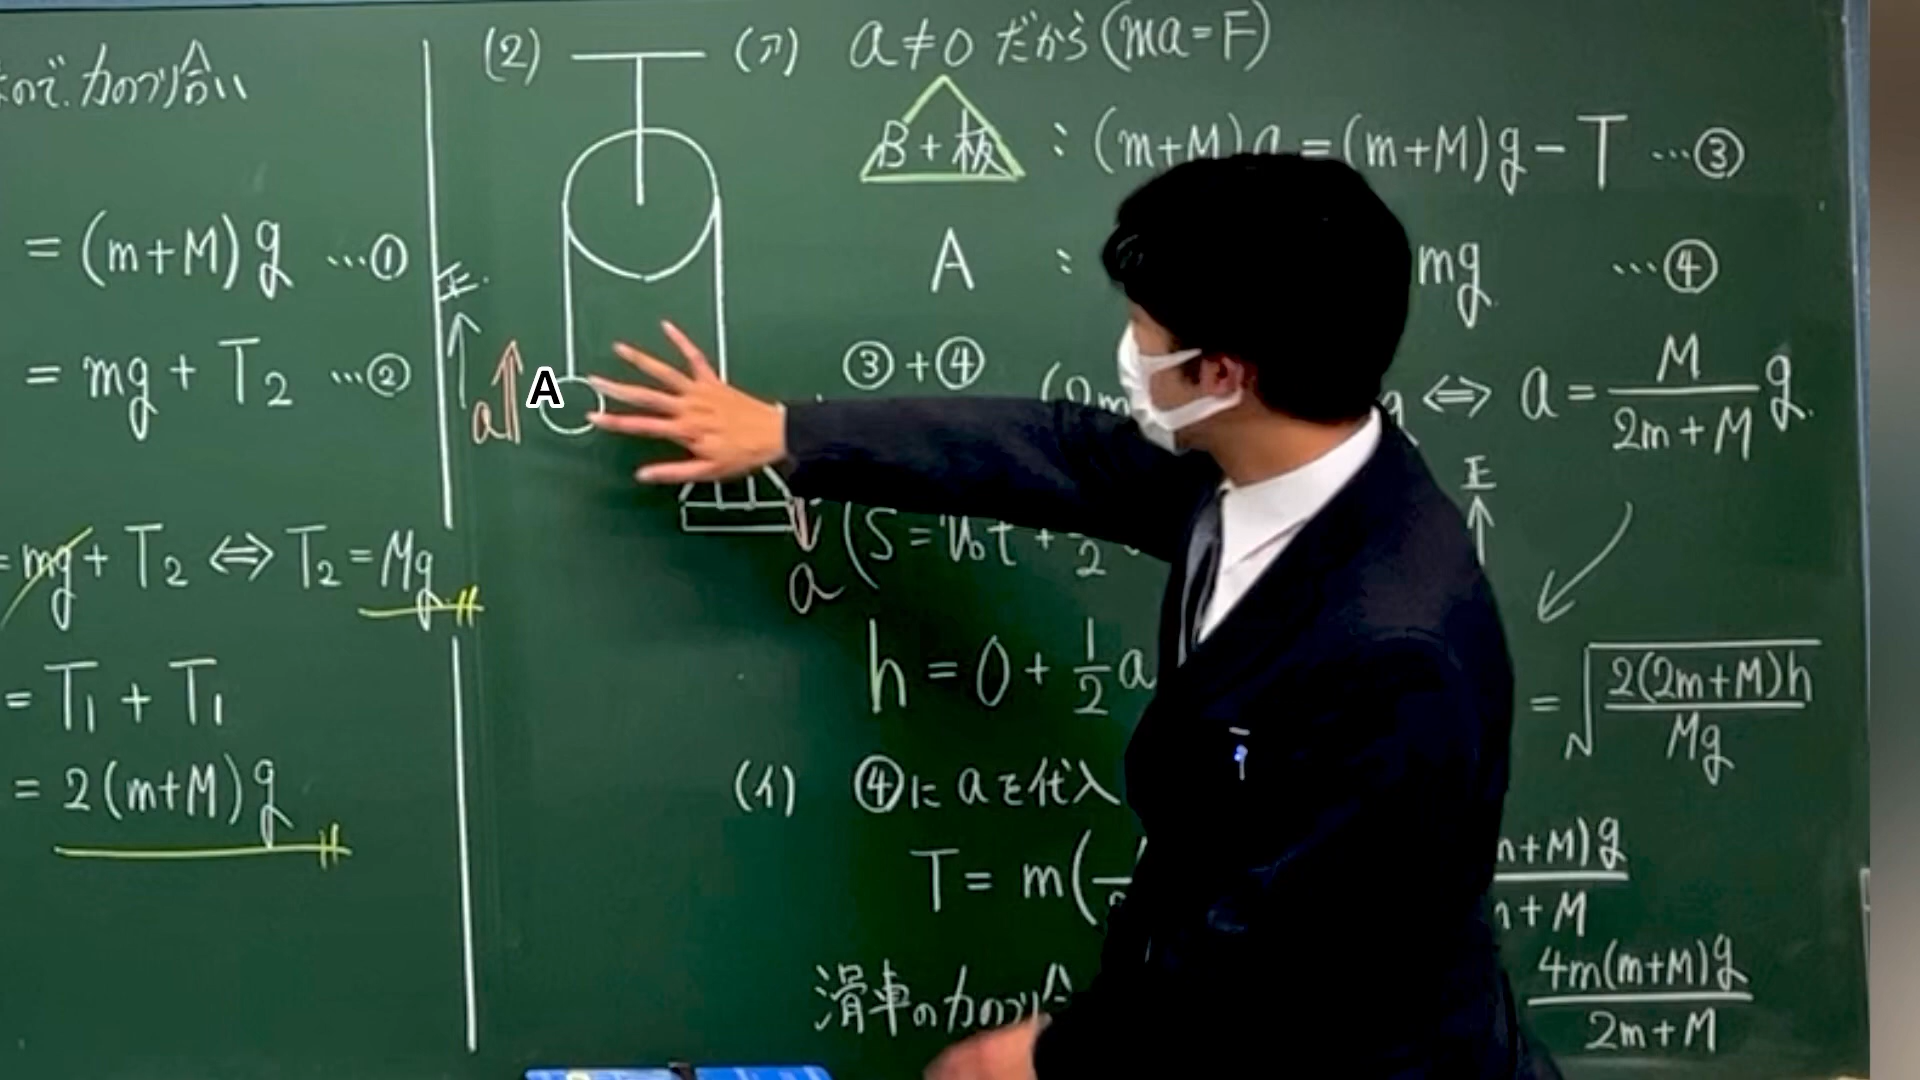 ので. 力のつり合い
= (m+M)g …①
= mg + T₂ …②
= mg + T₂ ⇔ T₂ = Mg
= T₁ + T₁
= 2(m+M)g
(2)
正
a
A
a
(ア) a≠0 だから (ma=F)
B+板 : (m+M)a = (m+M)g - T …③
A : mg …④
③+④ (2m ⇔ a = M/(2m+M) g
正
(S = v₀t + 1/2
h = 0 + 1/2 a = √(2(2m+M)h/Mg)
(イ) ④に a を代入
T = m( m+M)g/ m+M
滑車の力のつり合 4m(m+M)g/(2m+M)